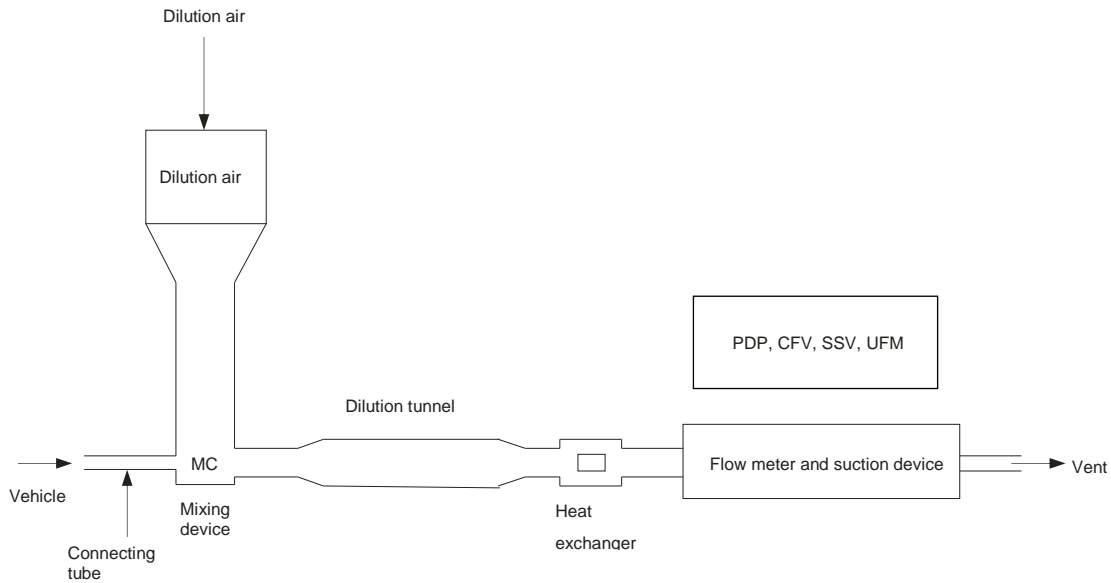 Dilution air
Dilution air
PDP, CFV, SSV, UFM
Dilution tunnel
MC
Flow meter and suction device
Vent
Vehicle
Mixing
device
Heat
exchanger
Connecting
tube